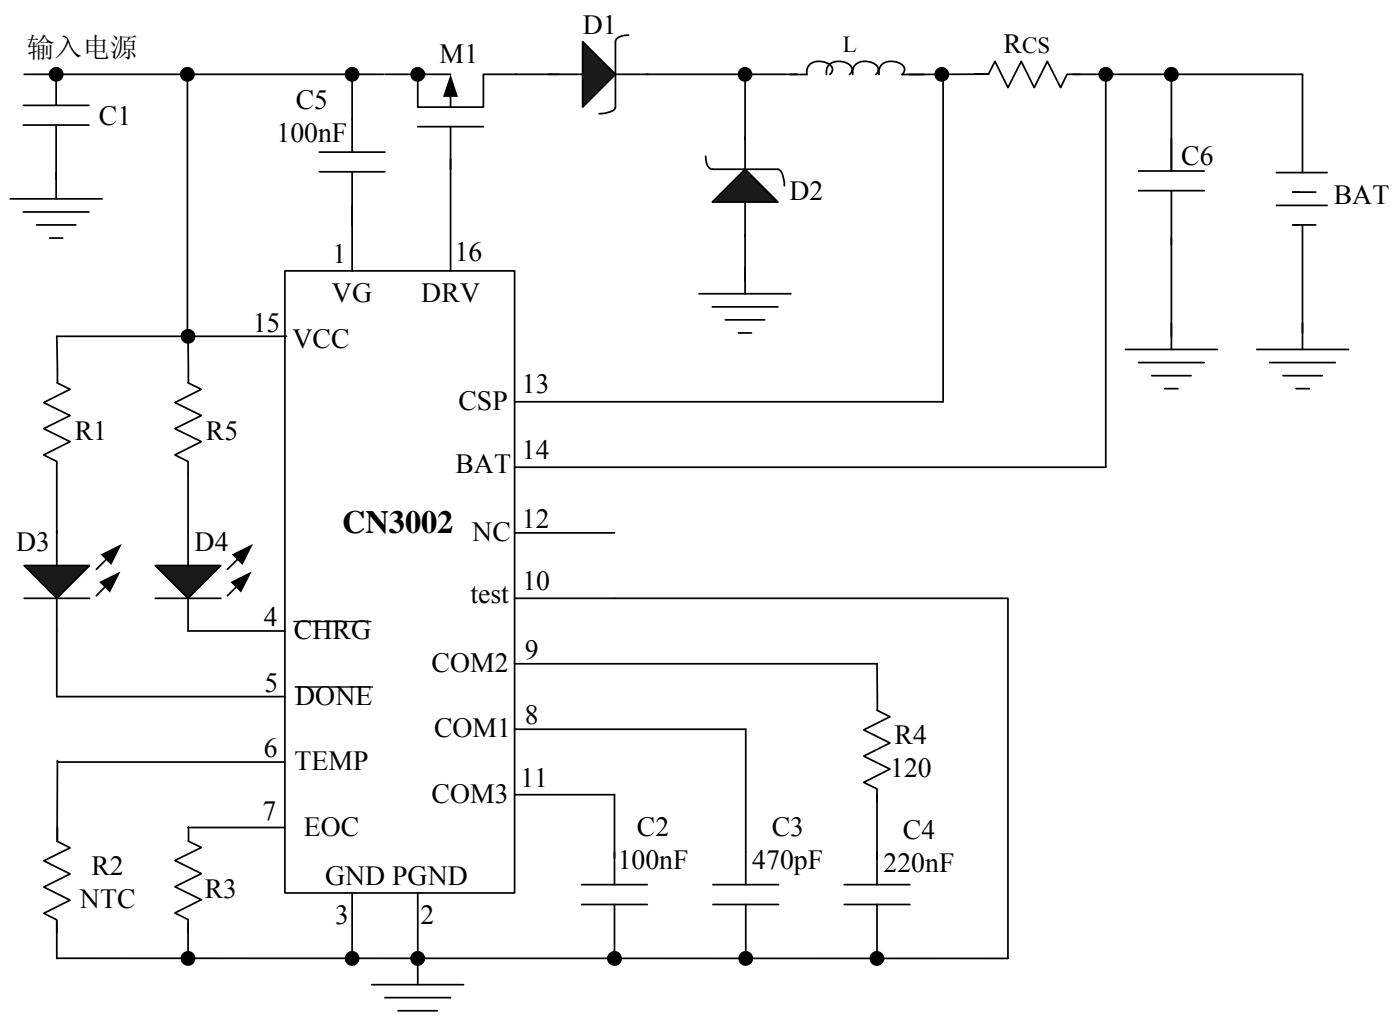 输入电源
C1
C5
100nF
M1
D1
D2
L
RCS
C6
BAT
1
16
VG
DRV
15
VCC
R1
R5
D3
D4
CSP
13
BAT
14
CN3002
NC
12
test
10
4
CHRG
COM2
9
5
DONE
COM1
8
6
TEMP
COM3
11
7
EOC
R2
NTC
R3
GND
PGND
3
2
C2
100nF
C3
470pF
R4
120
C4
220nF